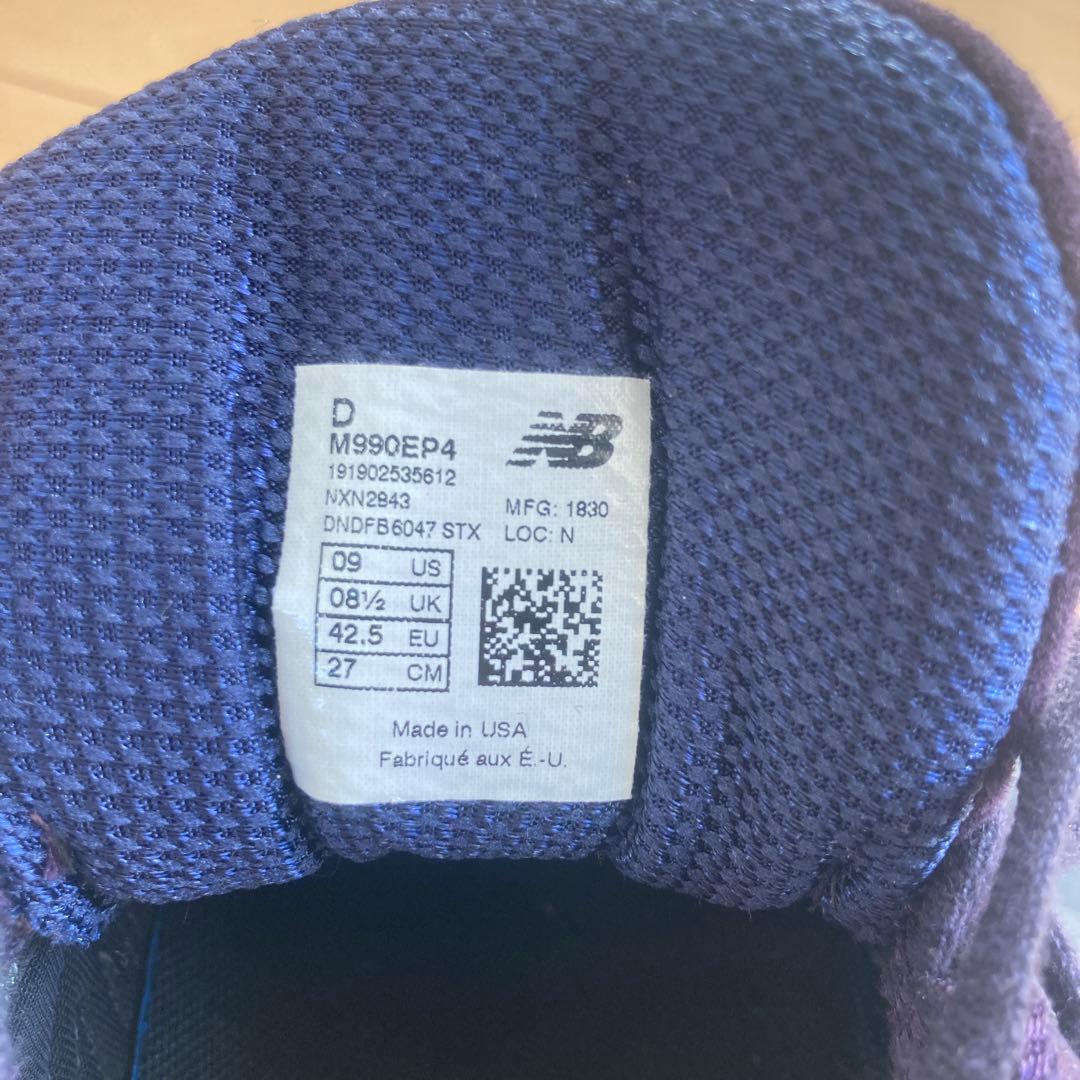 D
M990EP4
NB
191902535612
NXN2843
MFG: 1830
DNDFB6047 STX
LOC: N
09 US
08½ UK
42.5 EU
27 CM
Made in USA
Fabriqué aux É.-U.